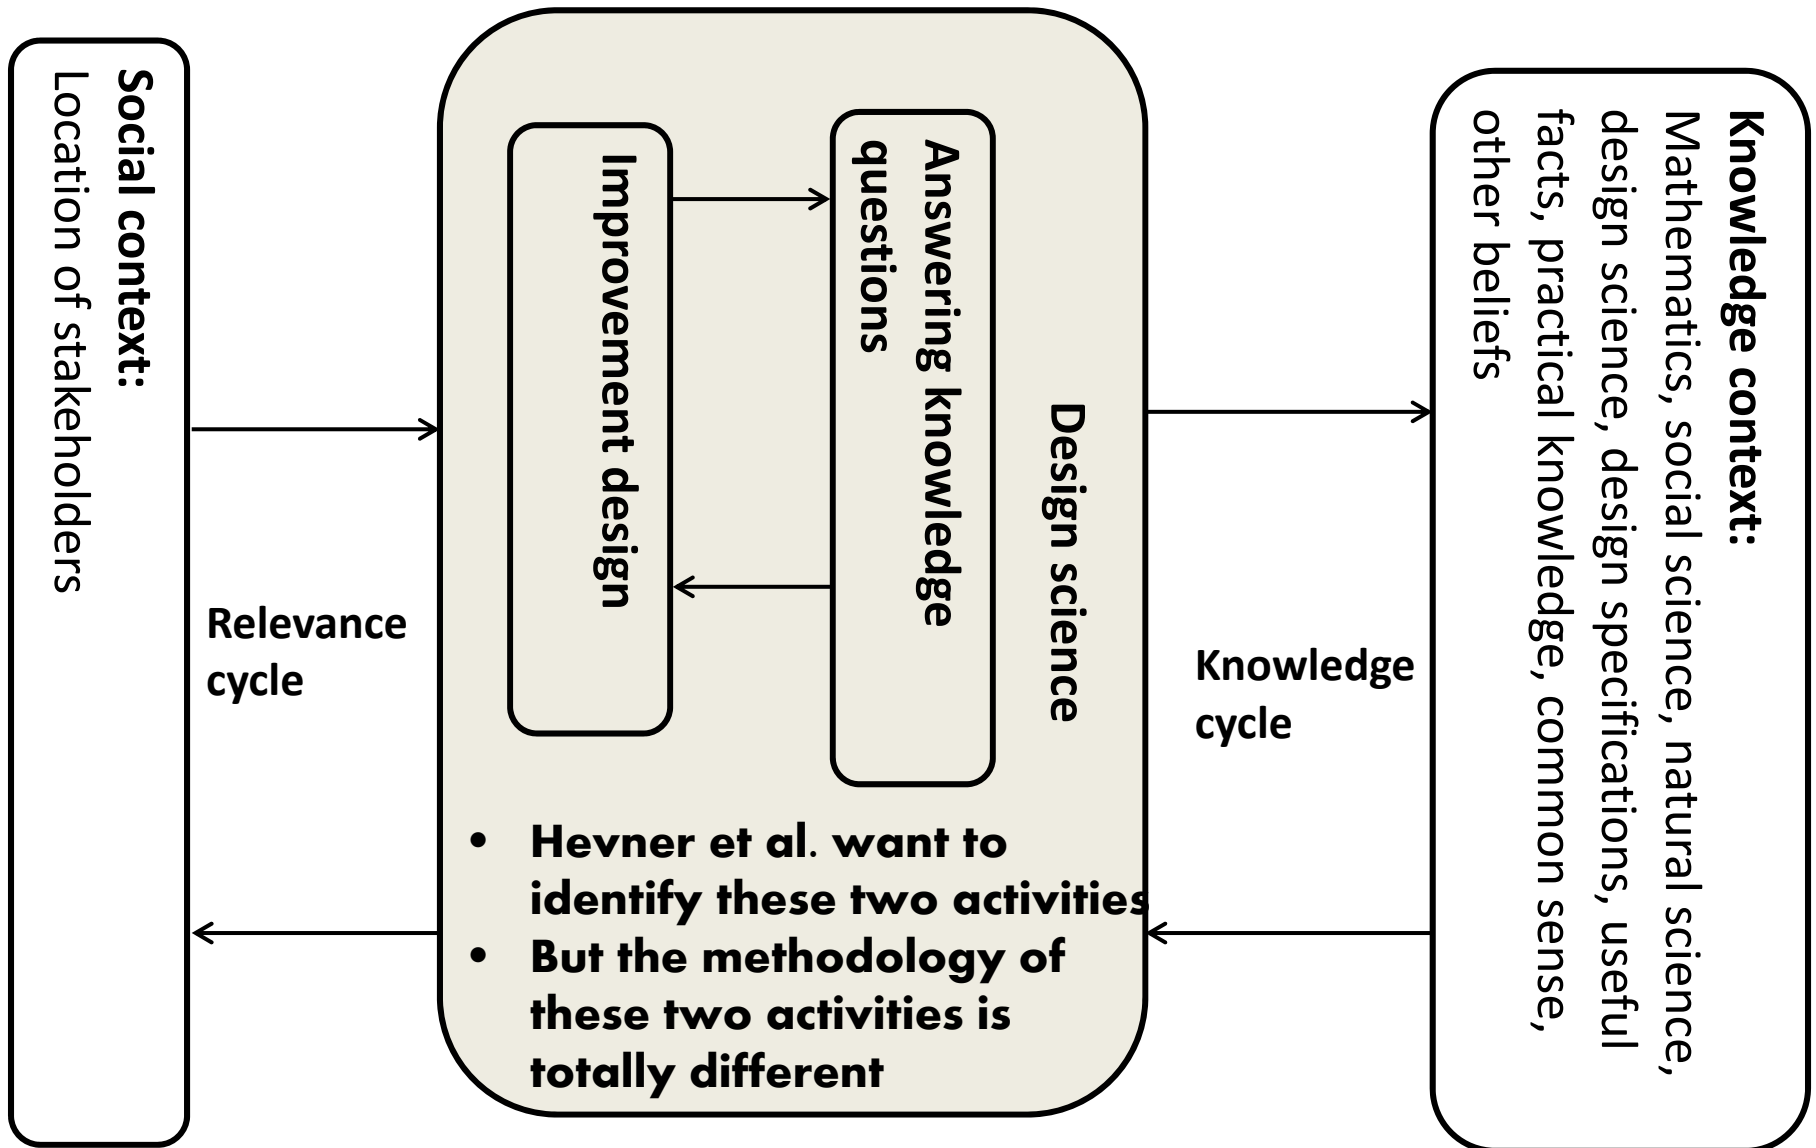 Social context:
Location of stakeholders
Relevance
cycle
Improvement design
Answering knowledge
questions
Design science
• Hevner et al. want to
identify these two activities
• But the methodology of
these two activities is
totally different
Knowledge
cycle
Knowledge context:
Mathematics, social science, natural science,
design science, design specifications, useful
facts, practical knowledge, common sense,
other beliefs